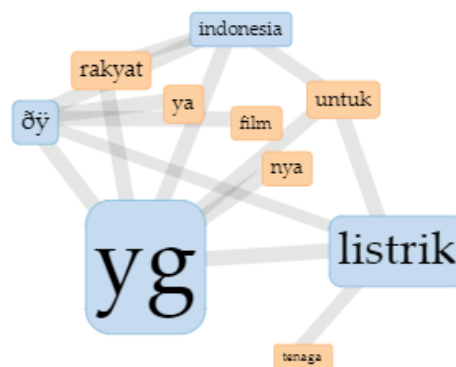 indonesia
rakyat
ya
untuk
ðÿ
film
nya
yg
listrik
tenaga